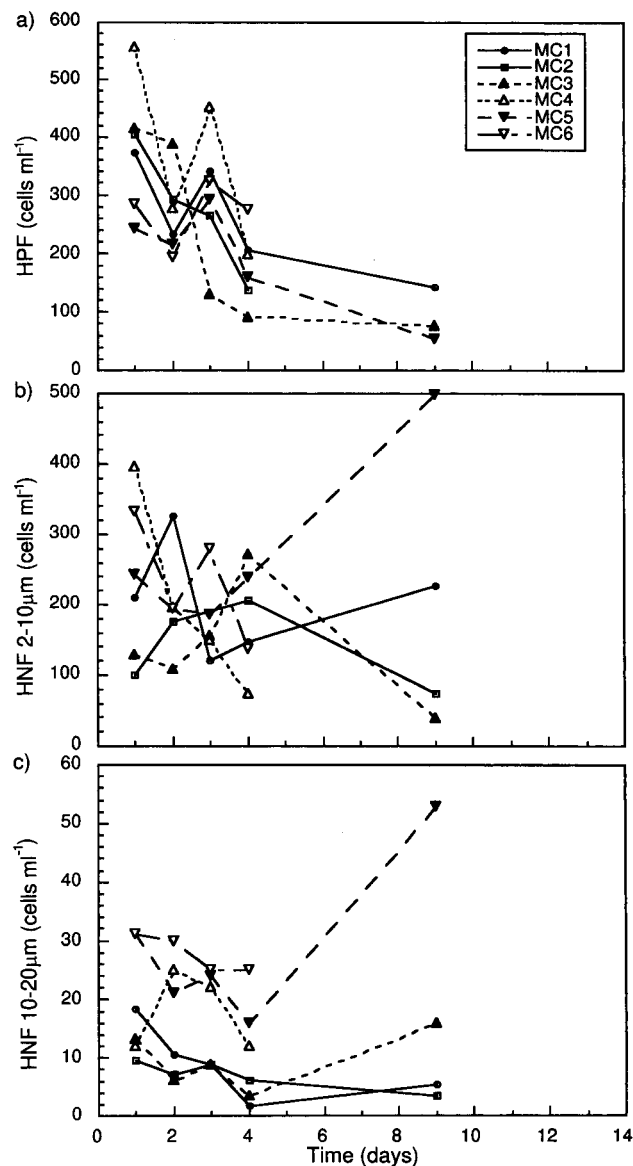 a)
600
500
400
300
200
100
0
HPF (cells ml-1)
MC1
MC2
MC3
MC4
MC5
MC6
b)
500
400
300
200
100
0
HNF 2-10µm (cells ml-1)
c)
60
50
40
30
20
10
0
HNF 10-20µm (cells ml-1)
0 2 4 6 8 10 12 14
Time (days)